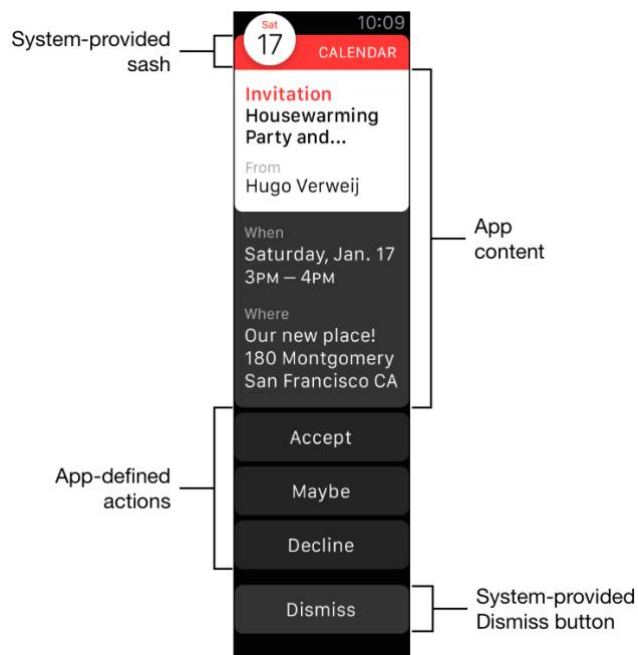 10:09
System-provided
sash
Sat
17
CALENDAR
Invitation
Housewarming
Party and...
From
Hugo Verweij
App
content
When
Saturday, Jan. 17
3PM – 4PM
Where
Our new place!
180 Montgomery
San Francisco CA
App-defined
actions
Accept
Maybe
Decline
Dismiss
System-provided
Dismiss button